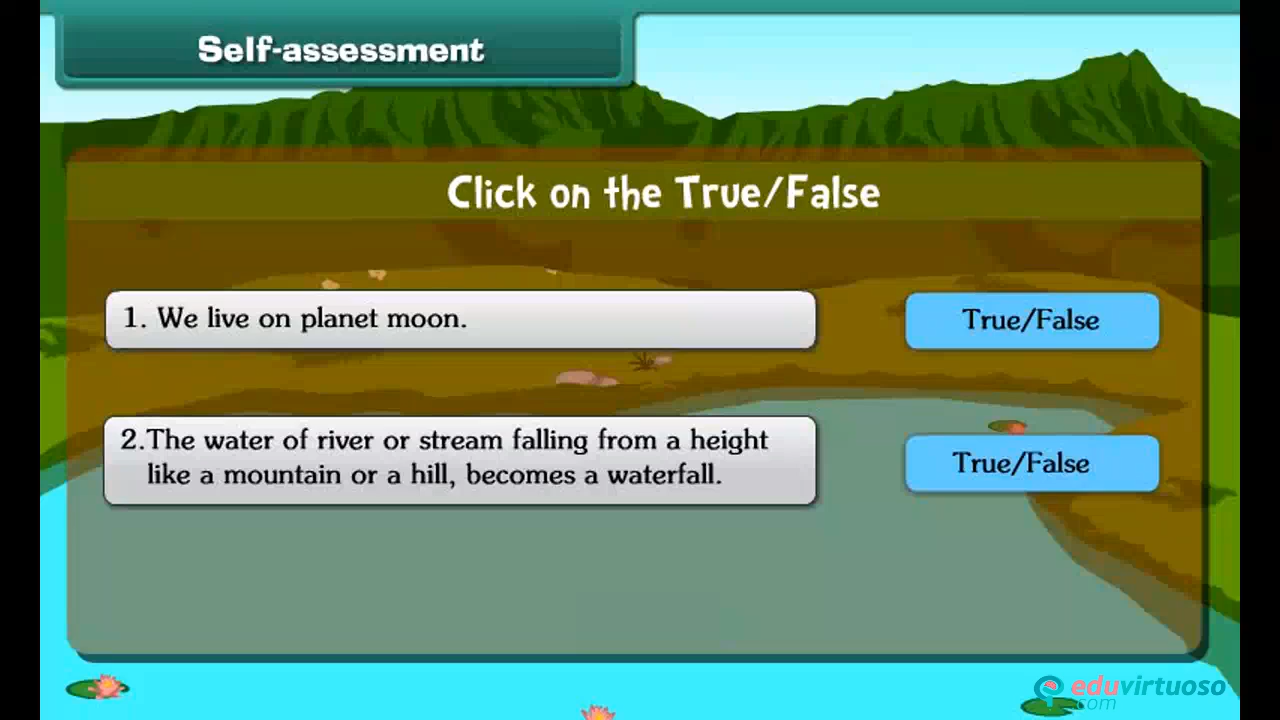 Self-assessment
Click on the True/False
1. We live on planet moon.
True/False
2.The water of river or stream falling from a height
like a mountain or a hill, becomes a waterfall.
True/False
eduvirtuoso
.com